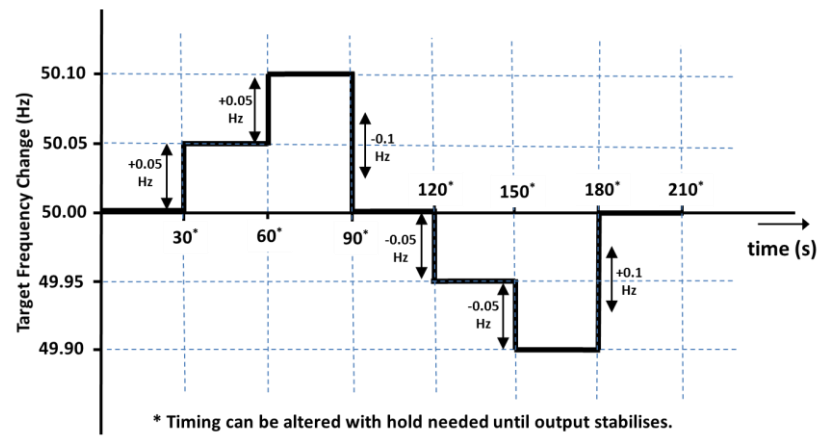 Target Frequency Change (Hz)
50.10
50.05
50.00
49.95
49.90
+0.05
Hz
+0.05
Hz
-0.1
Hz
30*
60*
90*
120*
150*
180*
210*
-0.05
Hz
-0.05
Hz
+0.1
Hz
time (s)
* Timing can be altered with hold needed until output stabilises.